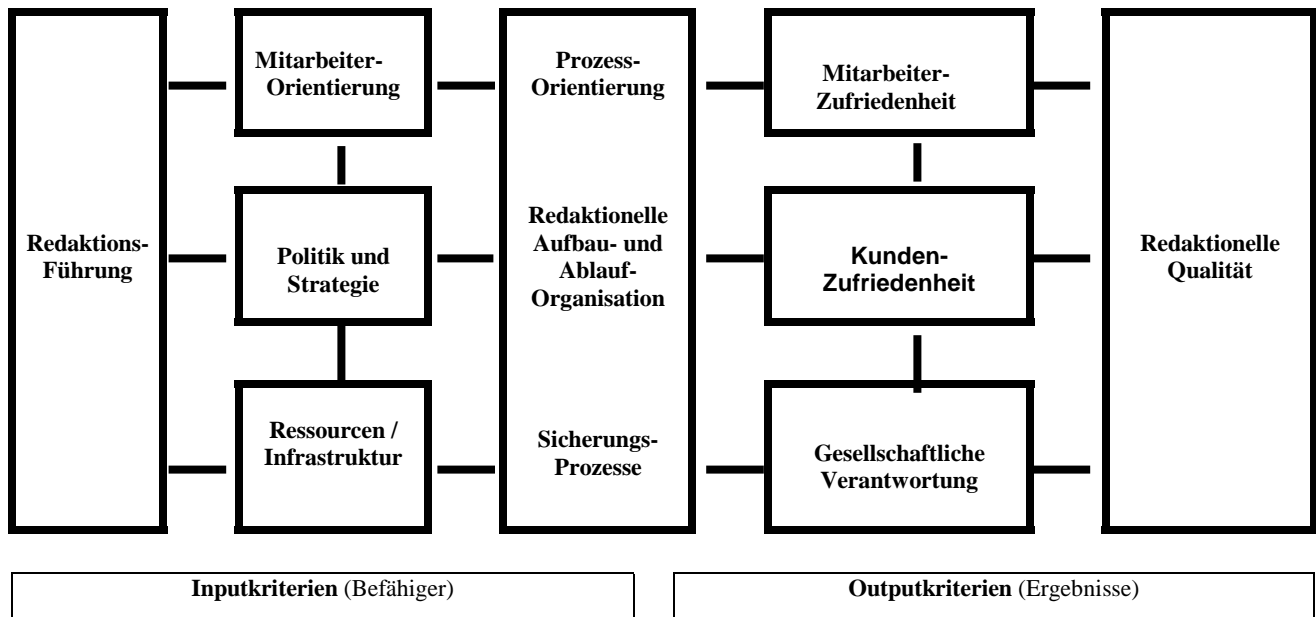 Redaktions-
Führung
Mitarbeiter-
Orientierung
Politik und
Strategie
Ressourcen /
Infrastruktur
Prozess-
Orientierung
Redaktionelle
Aufbau- und
Ablauf-
Organisation
Sicherungs-
Prozesse
Mitarbeiter-
Zufriedenheit
Kunden-
Zufriedenheit
Gesellschaftliche
Verantwortung
Redaktionelle
Qualität
Inputkriterien (Befähiger)
Outputkriterien (Ergebnisse)